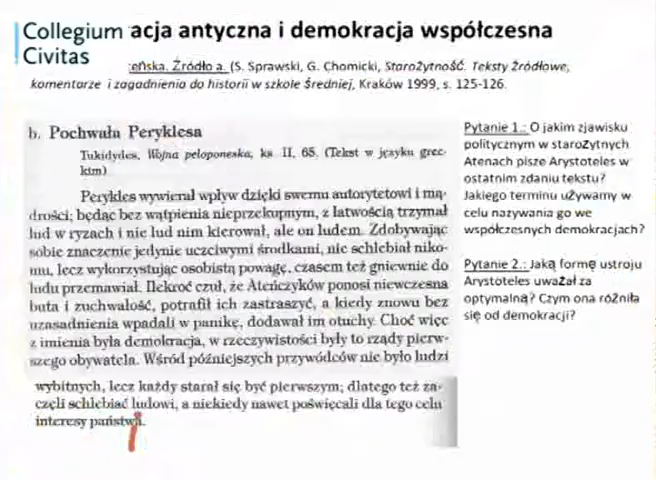 Collegium
Civitas
acja antyczna i demokracja współczesna
eńska. Źródło a. (S. Sprawski, G. Chomicki, Starożytność. Teksty źródłowe,
komentarze i zagadnienia do historii w szkole średniej, Kraków 1999, s. 125-126.
b. Pochwała Peryklesa
Tukidydes, Wojna peloponeska, ks. II, 65. (Tekst w języku grec-
kim)
Perykles wywierał wpływ dzięki swemu autorytetowi i mą-
drości; będąc bez wątpienia nieprzekupnym, z łatwością trzymał
lud w ryzach i nie lud nim kierował, ale on ludem. Zdobywając
sobie znaczenie jedynie uczciwymi środkami, nie schlebiał niko-
mu, lecz wykorzystując osobistą powagę, czasem też gniewnie do
ludu przemawiał. Ilekroć czuł, że Ateńczyków ponosi niewczesna
buta i zuchwałość, potrafił ich zastraszyć, a kiedy znowu bez
uzasadnienia wpadali w panikę, dodawał im otuchy. Choć więc
z imienia była demokracja, w rzeczywistości były to rządy pierw-
szego obywatela. Wśród późniejszych przywódców nie było ludzi
wybitnych, lecz każdy starał się być pierwszym; dlatego też za-
częli schlebiać ludowi, a niekiedy nawet poświęcali dla tego celu
interesy państwa.
Pytanie 1.: O jakim zjawisku
politycznym w starożytnych
Atenach pisze Arystoteles w
ostatnim zdaniu tekstu?
Jakiego terminu używamy w
celu nazywania go we
współczesnych demokracjach?
Pytanie 2.: Jaką formę ustroju
Arystoteles uważał za
optymalną? Czym ona różniła
się od demokracji?